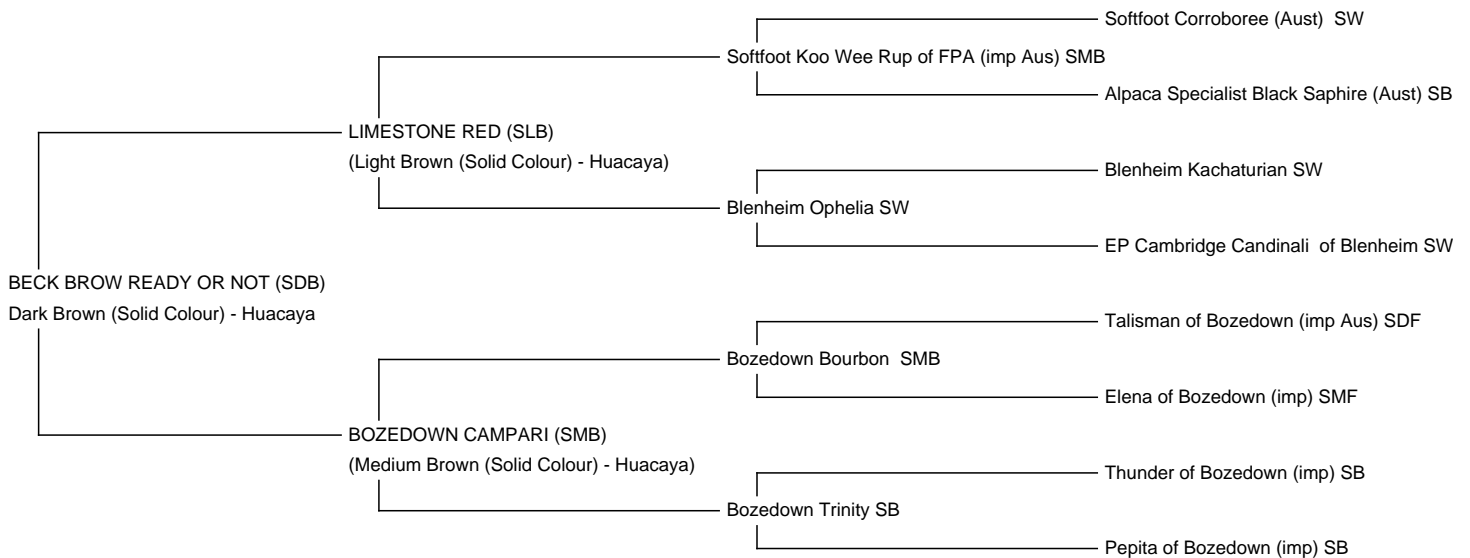 Softfoot Corroboree (Aust)  SW
Softfoot Koo Wee Rup of FPA (imp Aus) SMB
Alpaca Specialist Black Saphire (Aust) SB
LIMESTONE RED (SLB)
(Light Brown (Solid Colour) - Huacaya)
Blenheim Kachaturian SW
Blenheim Ophelia SW
EP Cambridge Candinali  of Blenheim SW
BECK BROW READY OR NOT (SDB)
Dark Brown (Solid Colour) - Huacaya
Talisman of Bozedown (imp Aus) SDF
Bozedown Bourbon  SMB
Elena of Bozedown (imp) SMF
BOZEDOWN CAMPARI (SMB)
(Medium Brown (Solid Colour) - Huacaya)
Thunder of Bozedown (imp) SB
Bozedown Trinity SB
Pepita of Bozedown (imp) SB